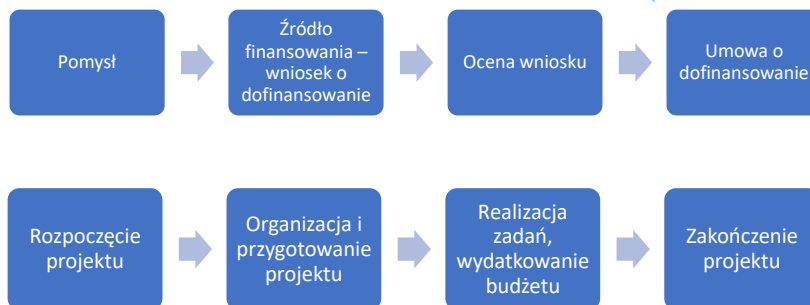 Pomysł
Źródło
finansowania –
wniosek o
dofinansowanie
Ocena wniosku
Umowa o
dofinansowanie
Rozpoczęcie
projektu
Organizacja i
przygotowanie
projektu
Realizacja
zadań,
wydatkowanie
budżetu
Zakończenie
projektu